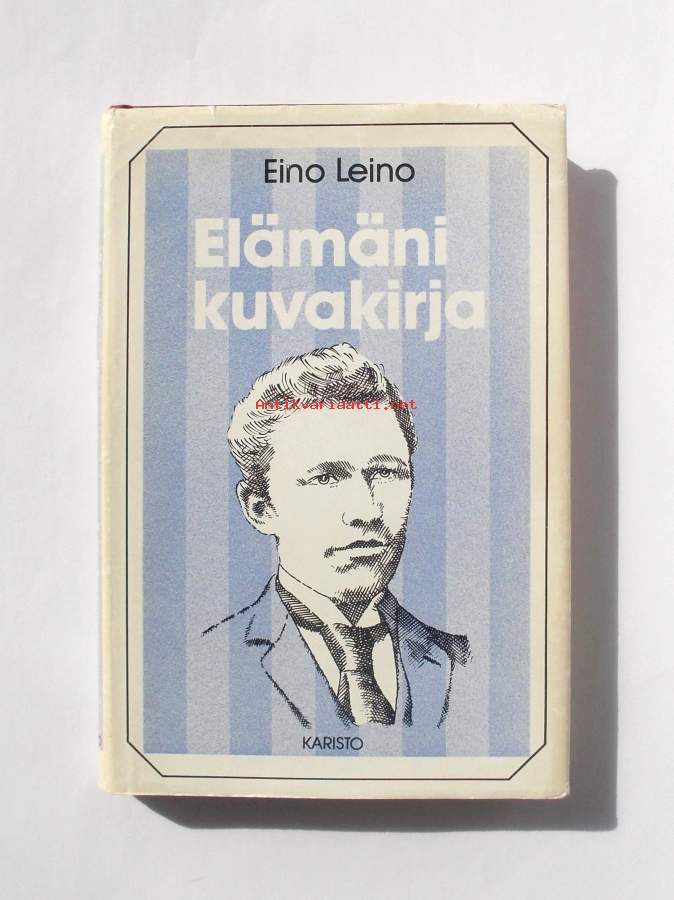 Eino Leino
Elämäni
kuvakirja
Antikvariaatti.net
KARISTO